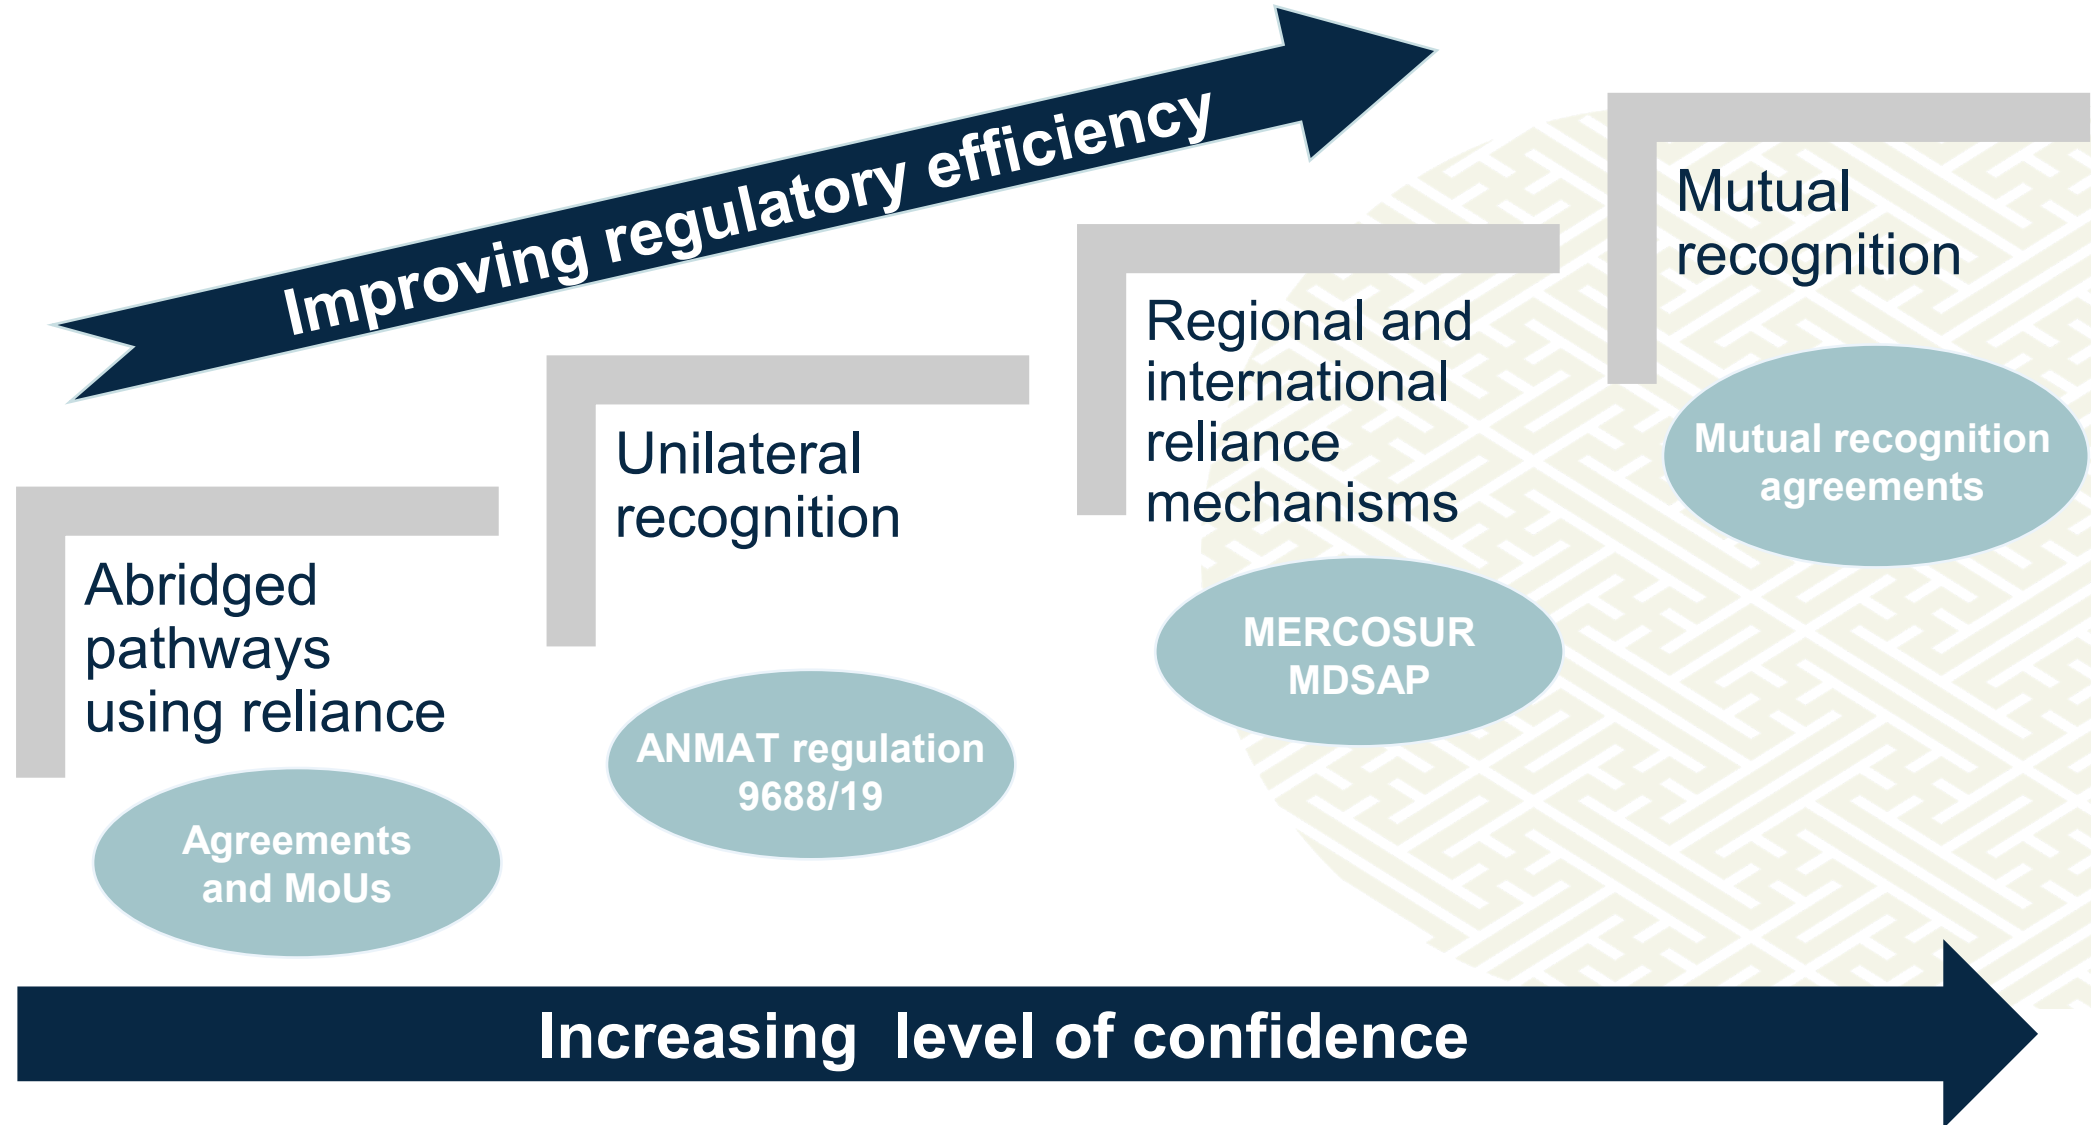 Improving regulatory efficiency
Abridged
pathways
using reliance
Agreements
and MoUs
Unilateral
recognition
ANMAT regulation
9688/19
Regional and
international
reliance
mechanisms
MERCOSUR
MDSAP
Mutual
recognition
Mutual recognition
agreements
Increasing  level of confidence